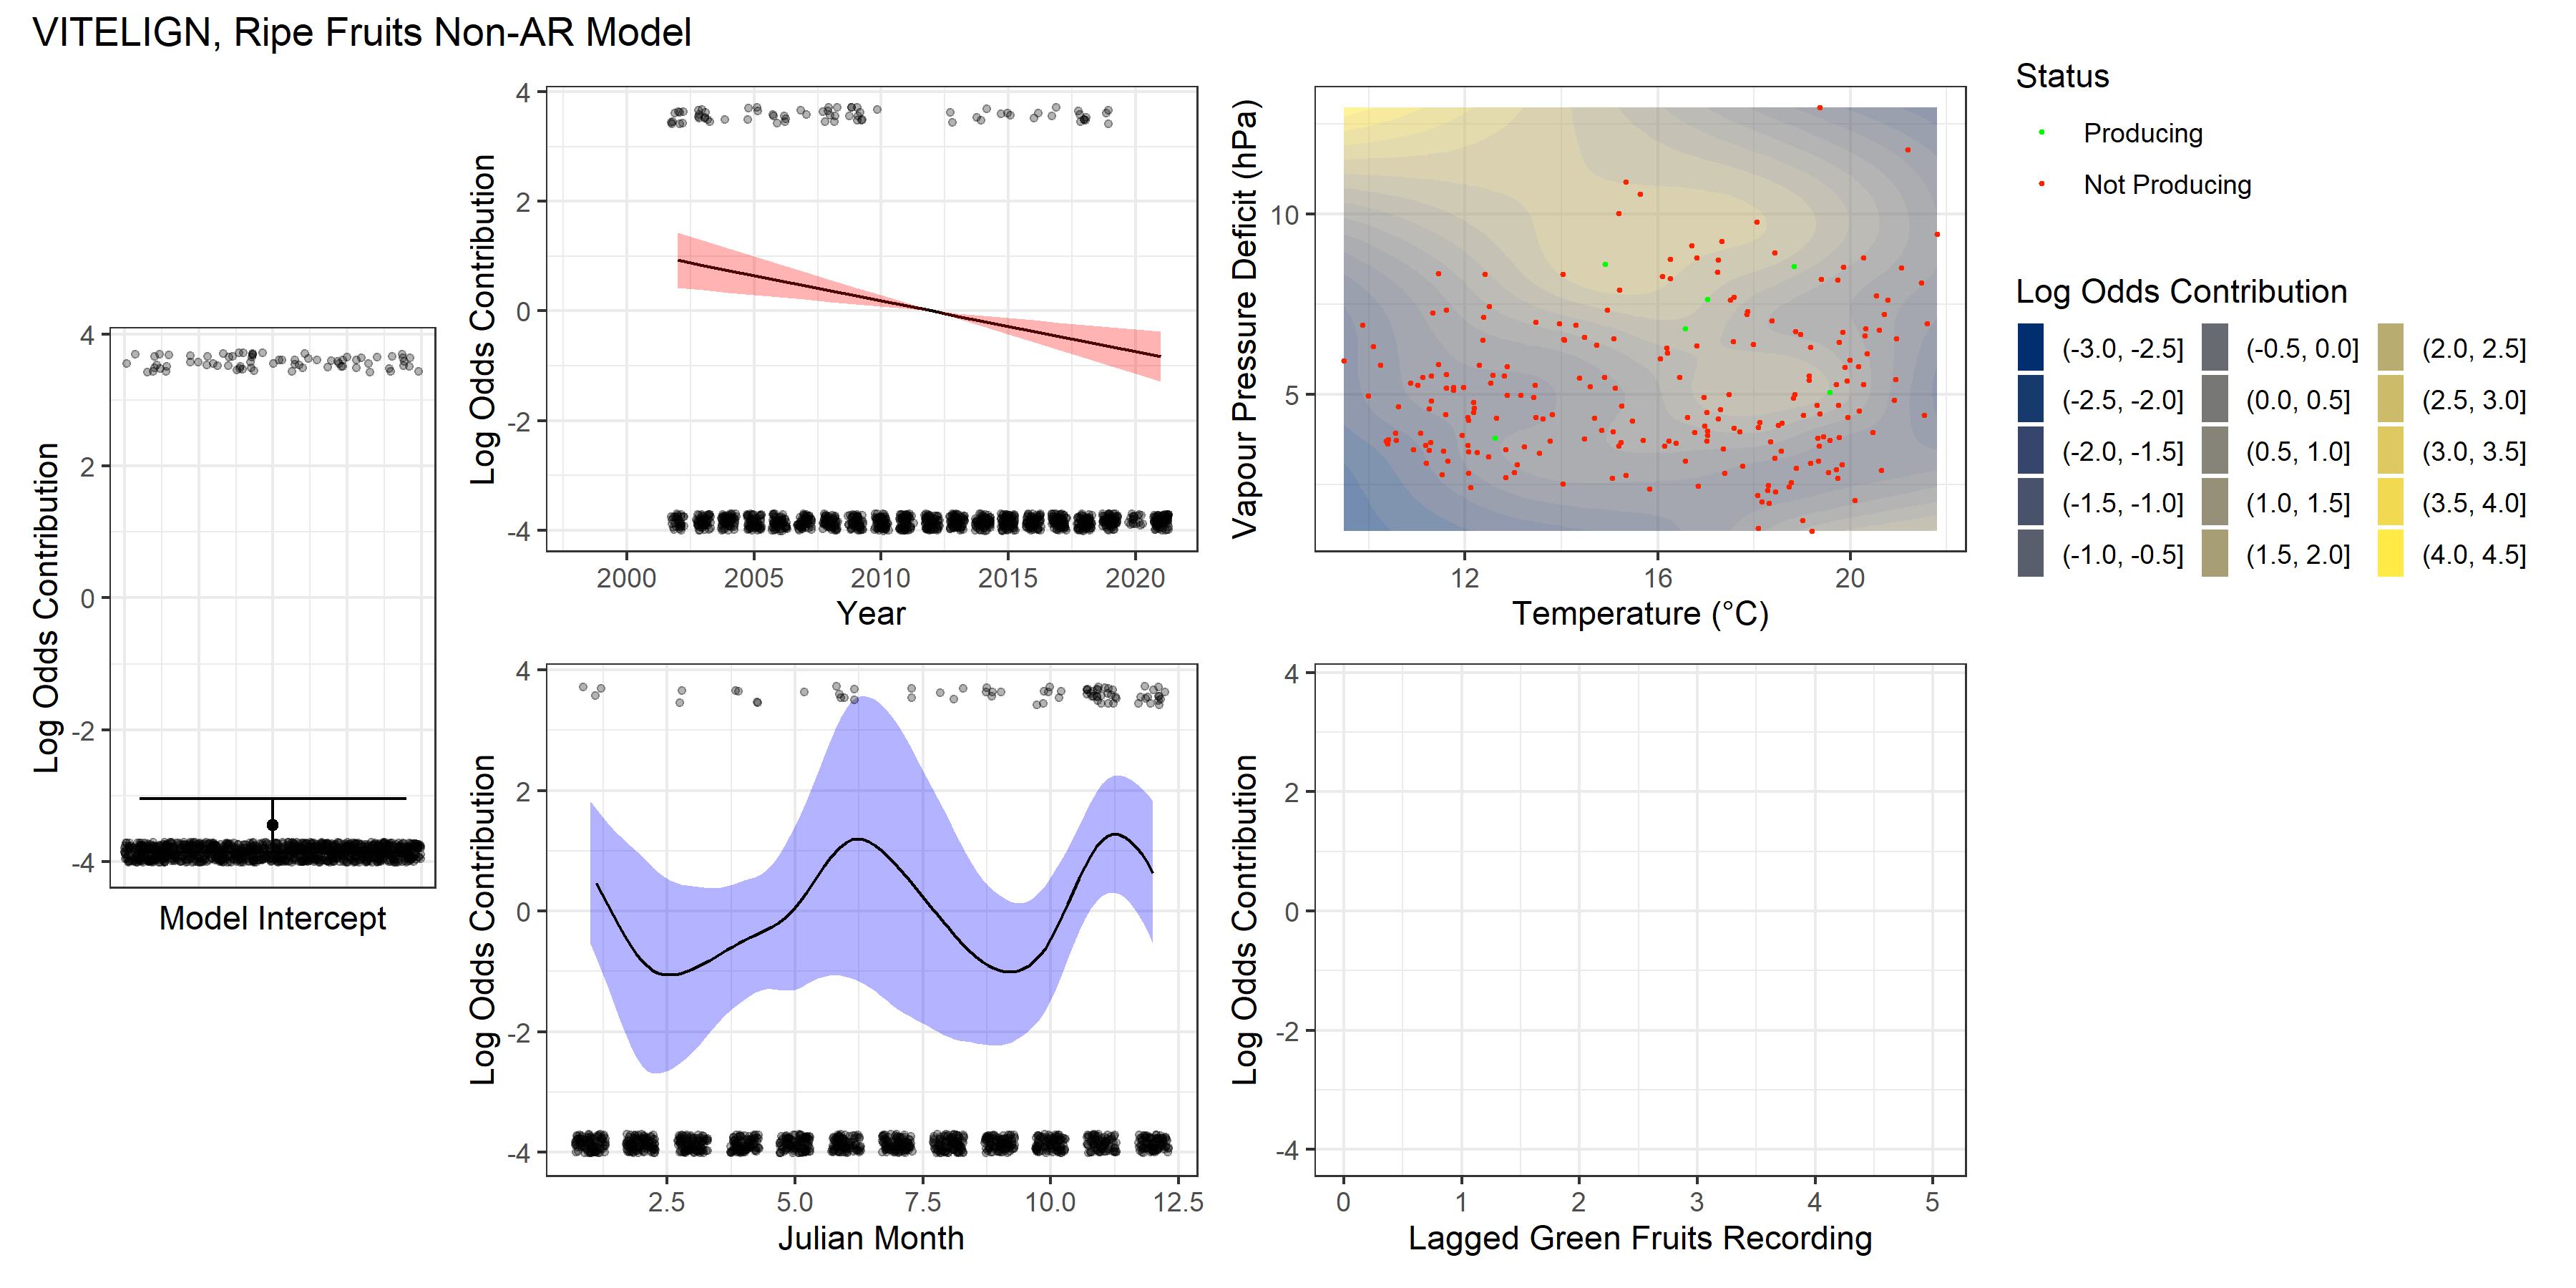 VITELIGN, Ripe Fruits Non-AR Model
Log Odds Contribution
4
2
0
-2
-4
Model Intercept
Log Odds Contribution
4
2
0
-2
-4
2000 2005 2010 2015 2020
Year
Vapour Pressure Deficit (hPa)
10
5
12 16 20
Temperature (°C)
Log Odds Contribution
4
2
0
-2
-4
2.5 5.0 7.5 10.0 12.5
Julian Month
Log Odds Contribution
4
2
0
-2
-4
0 1 2 3 4 5
Lagged Green Fruits Recording
Status
Producing
Not Producing
Log Odds Contribution
(-3.0, -2.5] (-0.5, 0.0] (2.0, 2.5]
(-2.5, -2.0] (0.0, 0.5] (2.5, 3.0]
(-2.0, -1.5] (0.5, 1.0] (3.0, 3.5]
(-1.5, -1.0] (1.0, 1.5] (3.5, 4.0]
(-1.0, -0.5] (1.5, 2.0] (4.0, 4.5]